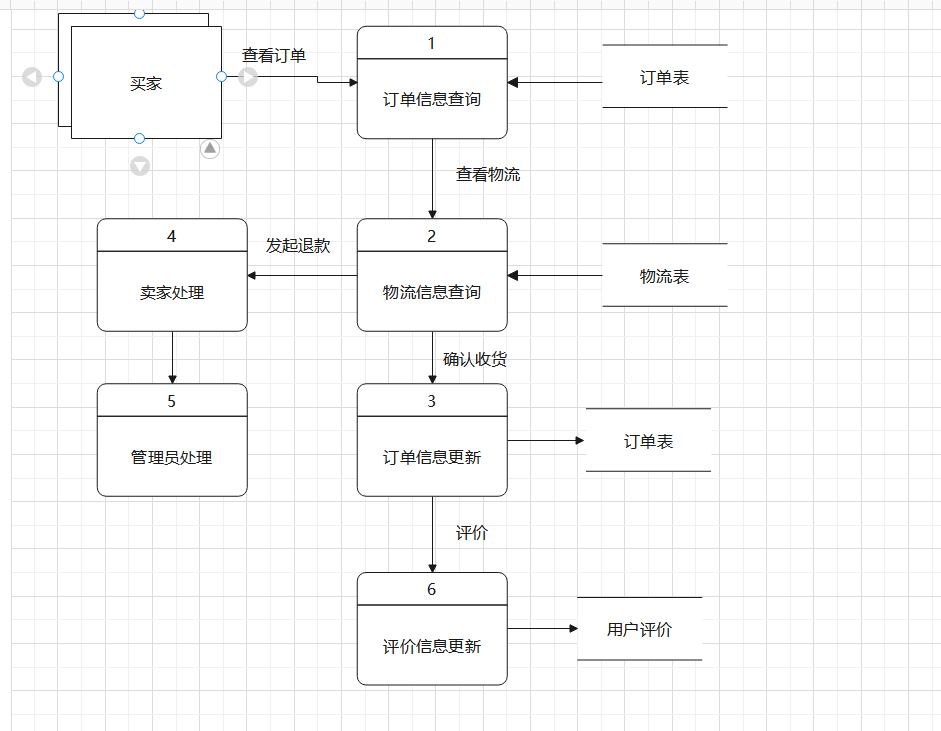 买家
查看订单
1
订单信息查询
订单表
查看物流
4
卖家处理
发起退款
2
物流信息查询
物流表
确认收货
5
管理员处理
3
订单信息更新
订单表
评价
6
评价信息更新
用户评价